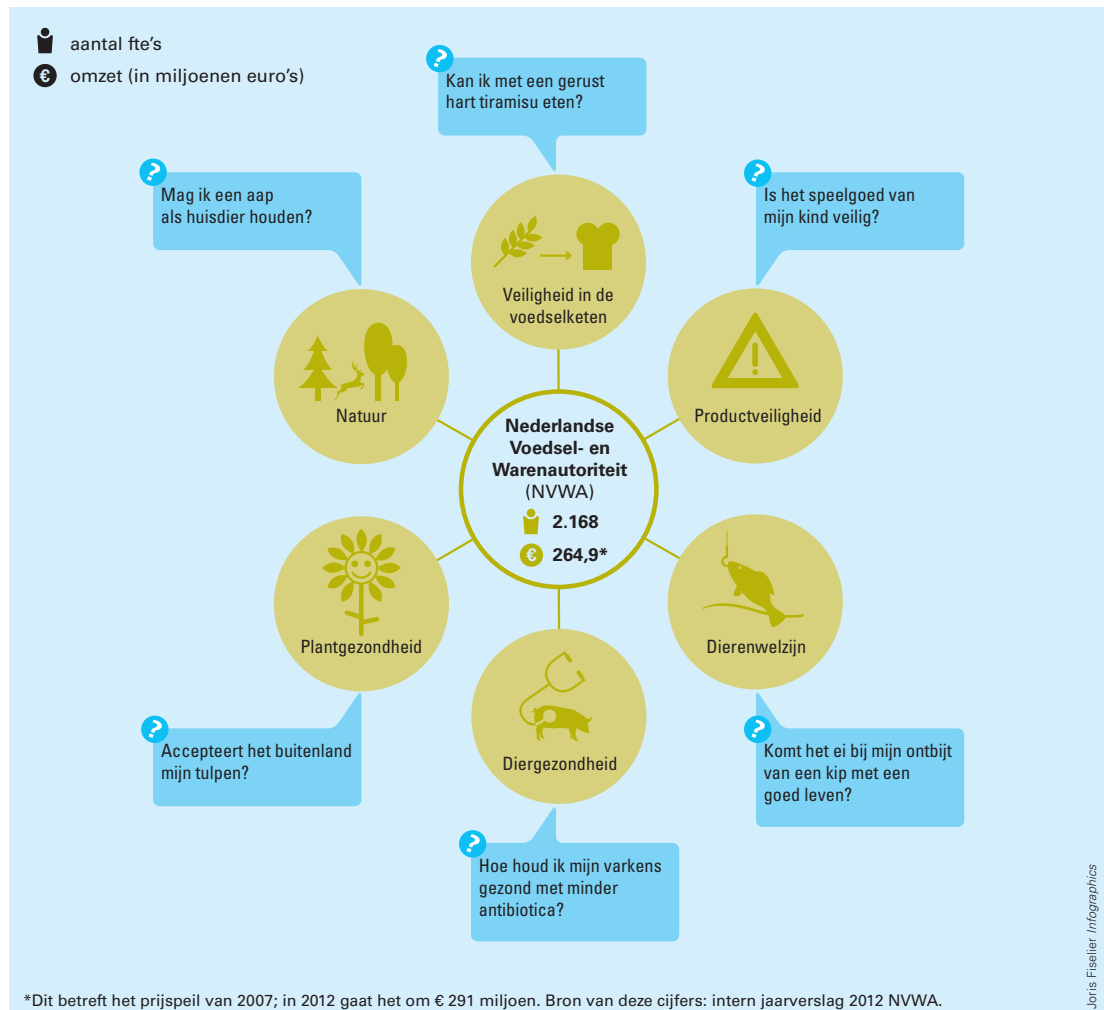 aantal fte's
€ omzet (in miljoenen euro's)
?
Kan ik met een gerust
hart tiramisu eten?
?
Mag ik een aap
als huisdier houden?
?
Is het speelgoed van
mijn kind veilig?
Veiligheid in de
voedselketen
Natuur
!
Productveiligheid
Nederlandse
Voedsel- en
Warenautoriteit
(NVWA)
2.168
€ 264,9*
Plantgezondheid
Dierenwelzijn
Diergezondheid
?
Accepteert het buitenland
mijn tulpen?
?
Komt het ei bij mijn ontbijt
van een kip met een
goed leven?
?
Hoe houd ik mijn varkens
gezond met minder
antibiotica?
Joris Fiselier Infographics
*Dit betreft het prijspeil van 2007; in 2012 gaat het om € 291 miljoen. Bron van deze cijfers: intern jaarverslag 2012 NVWA.